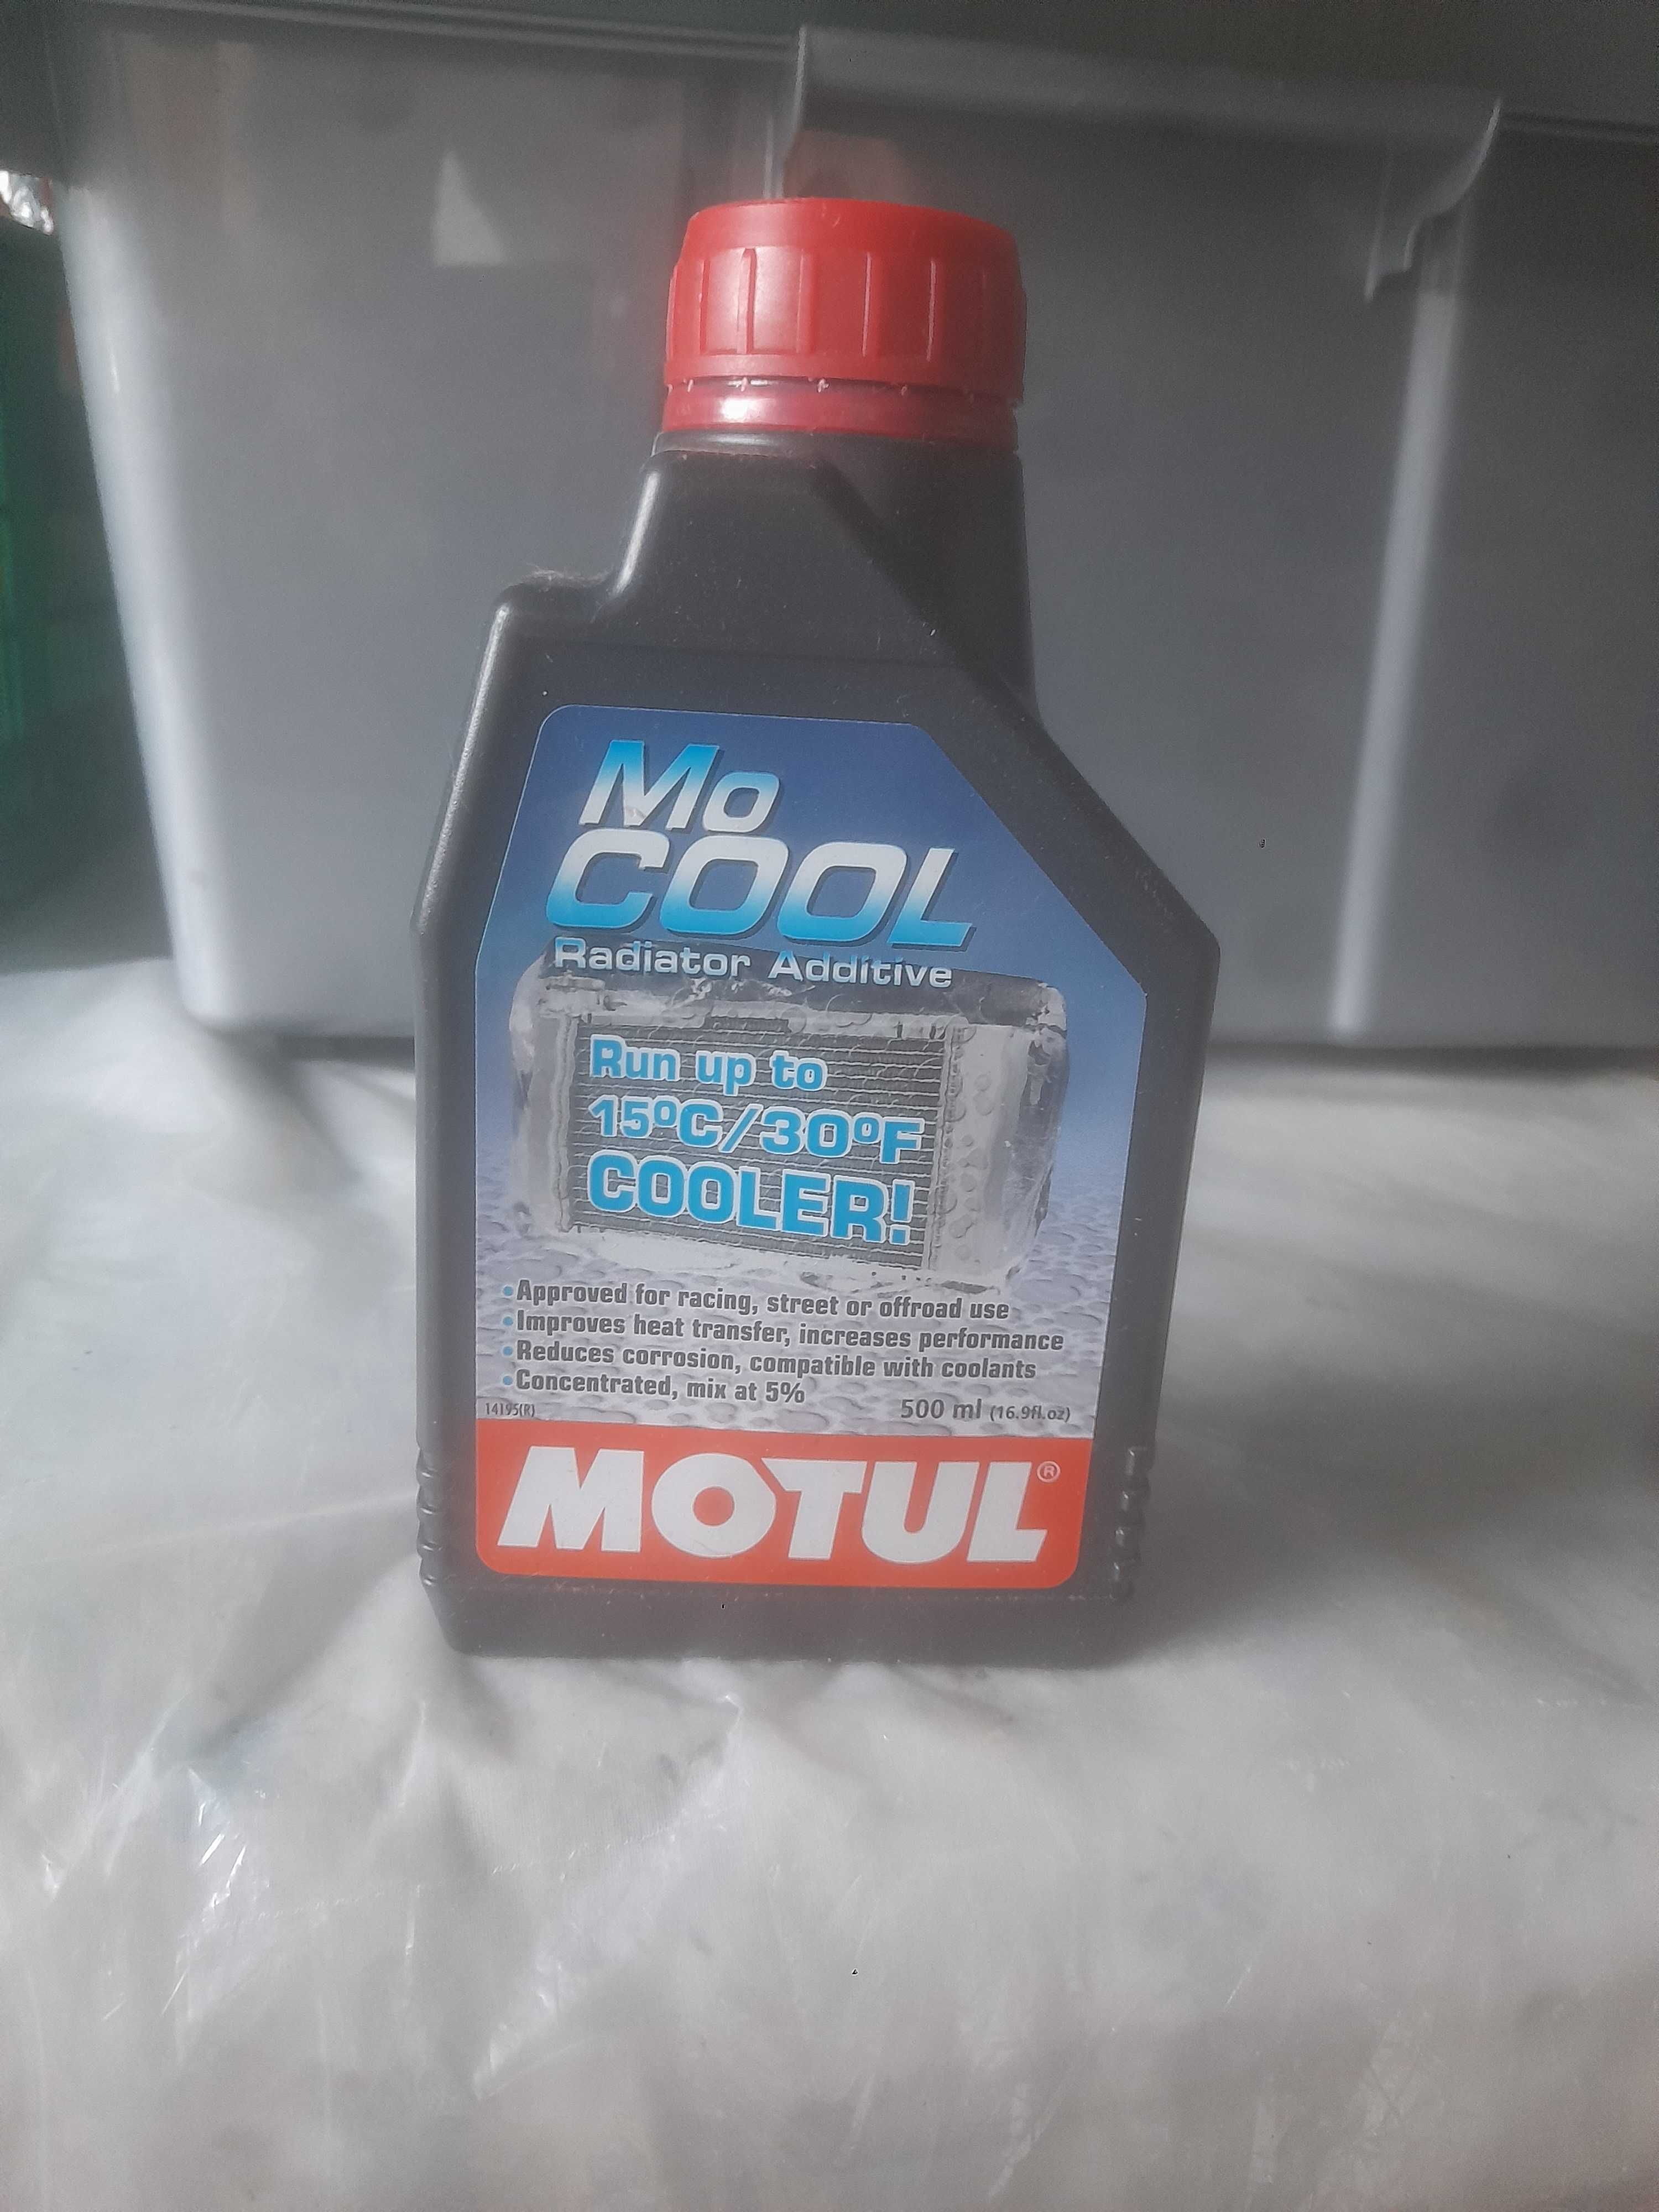 Mo
COOL
Radiator Additive
Run up to
15ºC/30ºF
COOLER!
•Approved for racing, street or offroad use
•Improves heat transfer, increases performance
•Reduces corrosion, compatible with coolants
•Concentrated, mix at 5%
14195(R) 500 ml (16.9fl.oz)
MOTUL®